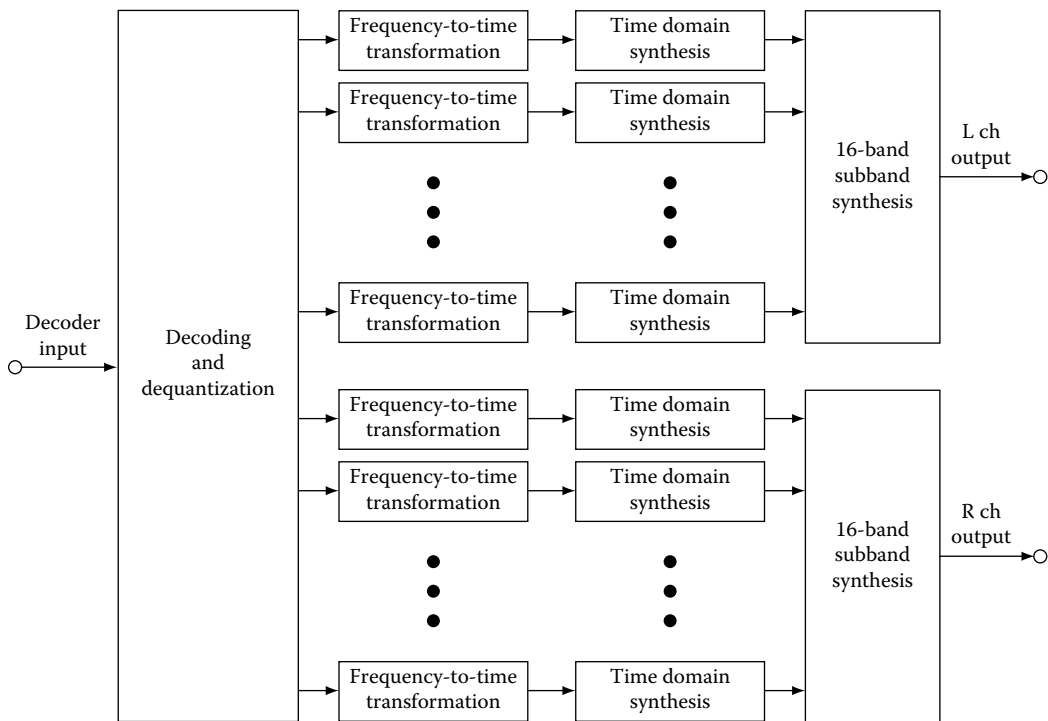 Frequency-to-time
transformation
Time domain
synthesis
Frequency-to-time
transformation
Time domain
synthesis
16-band
subband
synthesis
L ch
output
Frequency-to-time
transformation
Time domain
synthesis
Decoder
input
Decoding
and
dequantization
Frequency-to-time
transformation
Time domain
synthesis
Frequency-to-time
transformation
Time domain
synthesis
16-band
subband
synthesis
R ch
output
Frequency-to-time
transformation
Time domain
synthesis